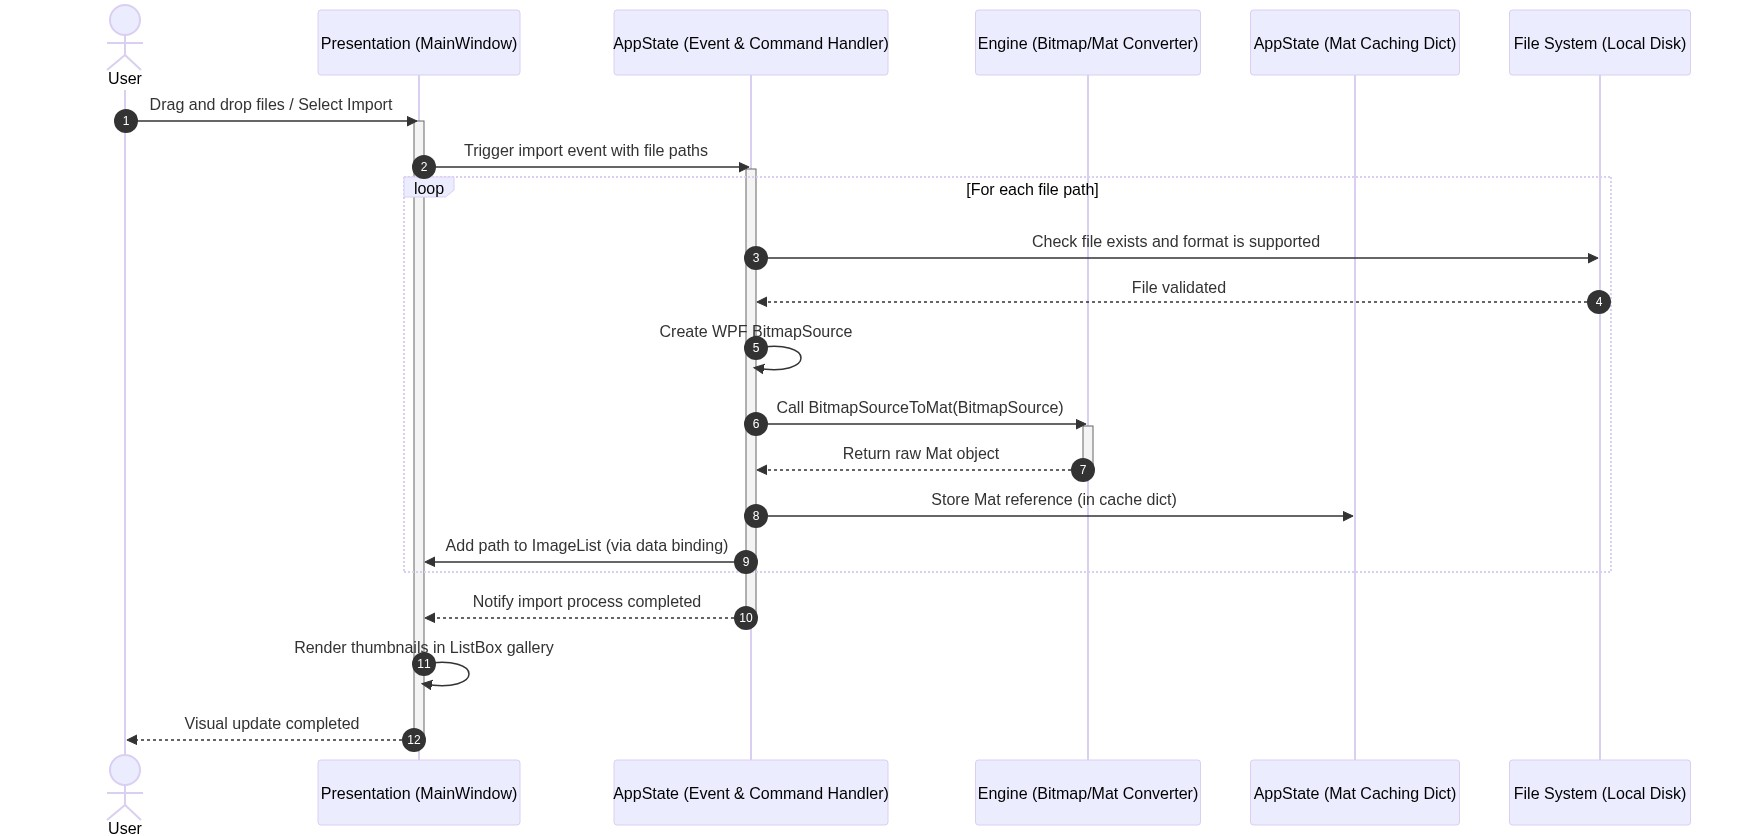 User
Presentation (MainWindow)
AppState (Event & Command Handler)
Engine (Bitmap/Mat Converter)
AppState (Mat Caching Dict)
File System (Local Disk)
Drag and drop files / Select Import
1
Trigger import event with file paths
2
loop
[For each file path]
Check file exists and format is supported
3
File validated
4
Create WPF BitmapSource
5
Call BitmapSourceToMat(BitmapSource)
6
Return raw Mat object
7
Store Mat reference (in cache dict)
8
Add path to ImageList (via data binding)
9
Notify import process completed
10
Render thumbnails in ListBox gallery
11
Visual update completed
12
User
Presentation (MainWindow)
AppState (Event & Command Handler)
Engine (Bitmap/Mat Converter)
AppState (Mat Caching Dict)
File System (Local Disk)